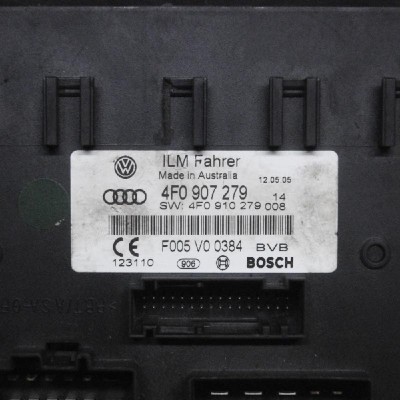 ILM Fahrer
Made in Australia 12 05 05
4F0 907 279 14
SW: 4F0 910 279 008
F005 V0 0384 BVB
123110 906 BOSCH